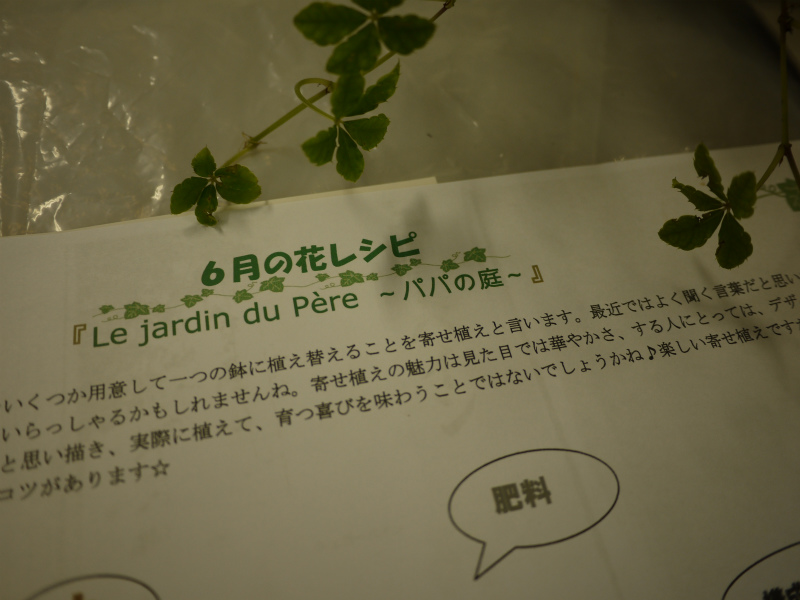 6月の花レシピ
『Le jardin du Père ～パパの庭～』
いくつか用意して一つの鉢に植え替えることを寄せ植えと言います。最近ではよく聞く言葉だと思い
いらっしゃるかもしれませんね。寄せ植えの魅力は見た目では華やかさ、する人にとっては、デザ
と思い描き、実際に植えて、育つ喜びを味わうことではないでしょうかね♪楽しい寄せ植えです
コツがあります☆
肥料